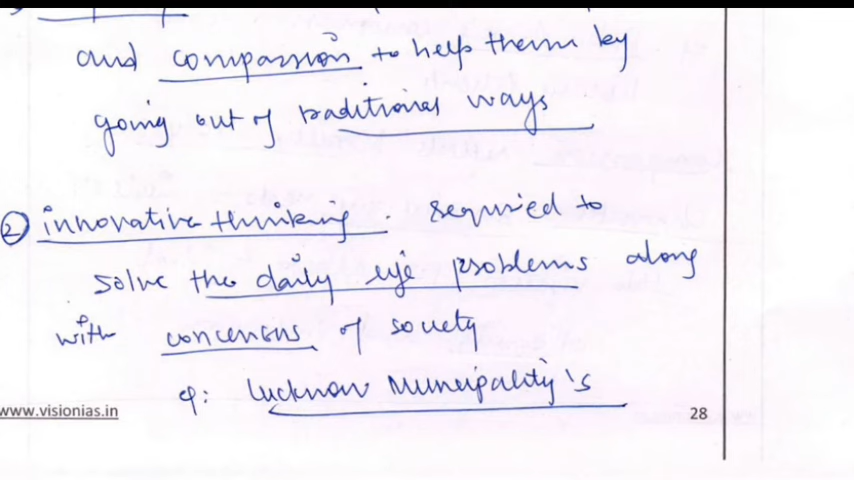 and compassion to help them by
going out of traditional ways
② innovative thinking. required to
solve the daily life problems along
with concensus of society
eg: Lucknow Municipality's
www.visionias.in
28